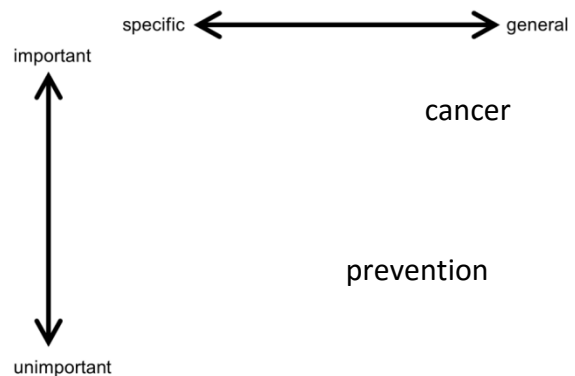 specific general
important
cancer
prevention
unimportant